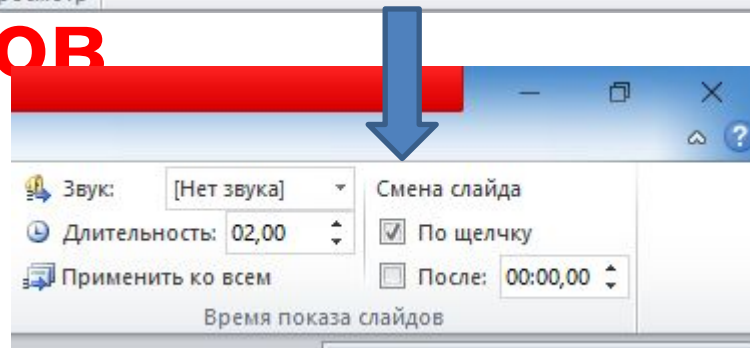 ов
Звук: [Нет звука] Смена слайда
Длительность: 02,00 По щелчку
Применить ко всем После: 00:00,00
Время показа слайдов